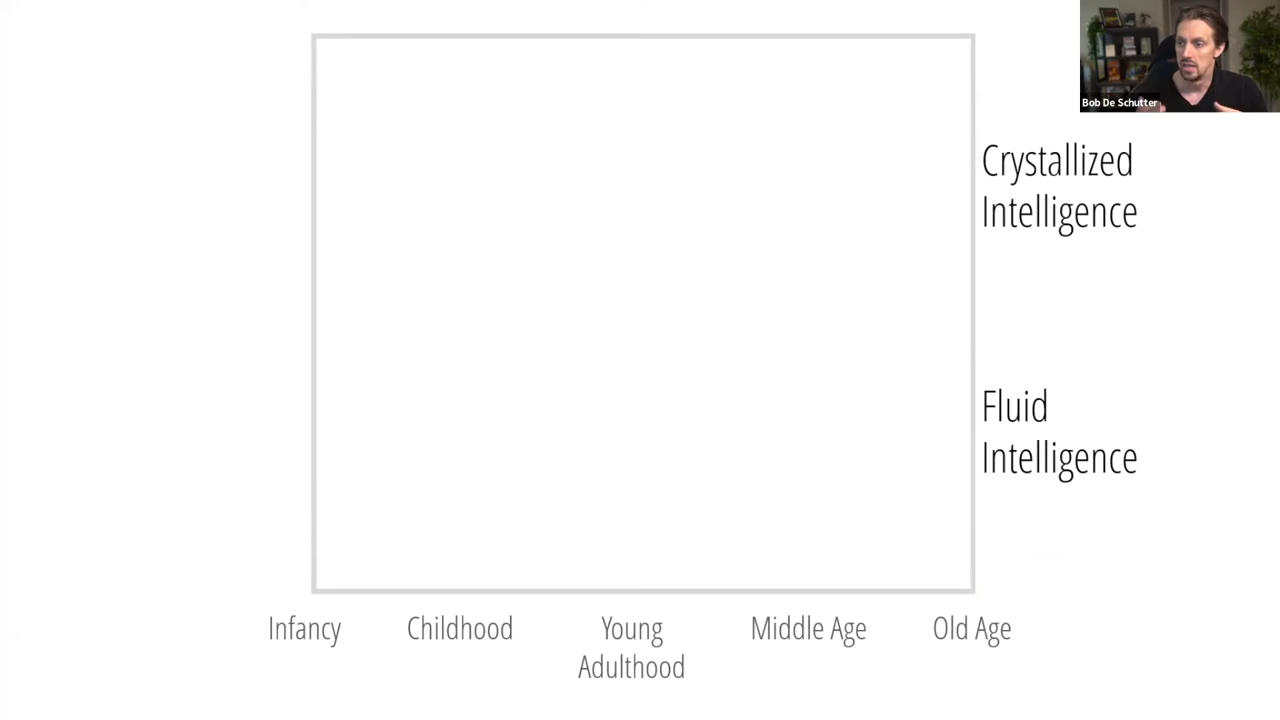 Bob De Schutter
Crystallized
Intelligence
Fluid
Intelligence
Infancy
Childhood
Young
Adulthood
Middle Age
Old Age